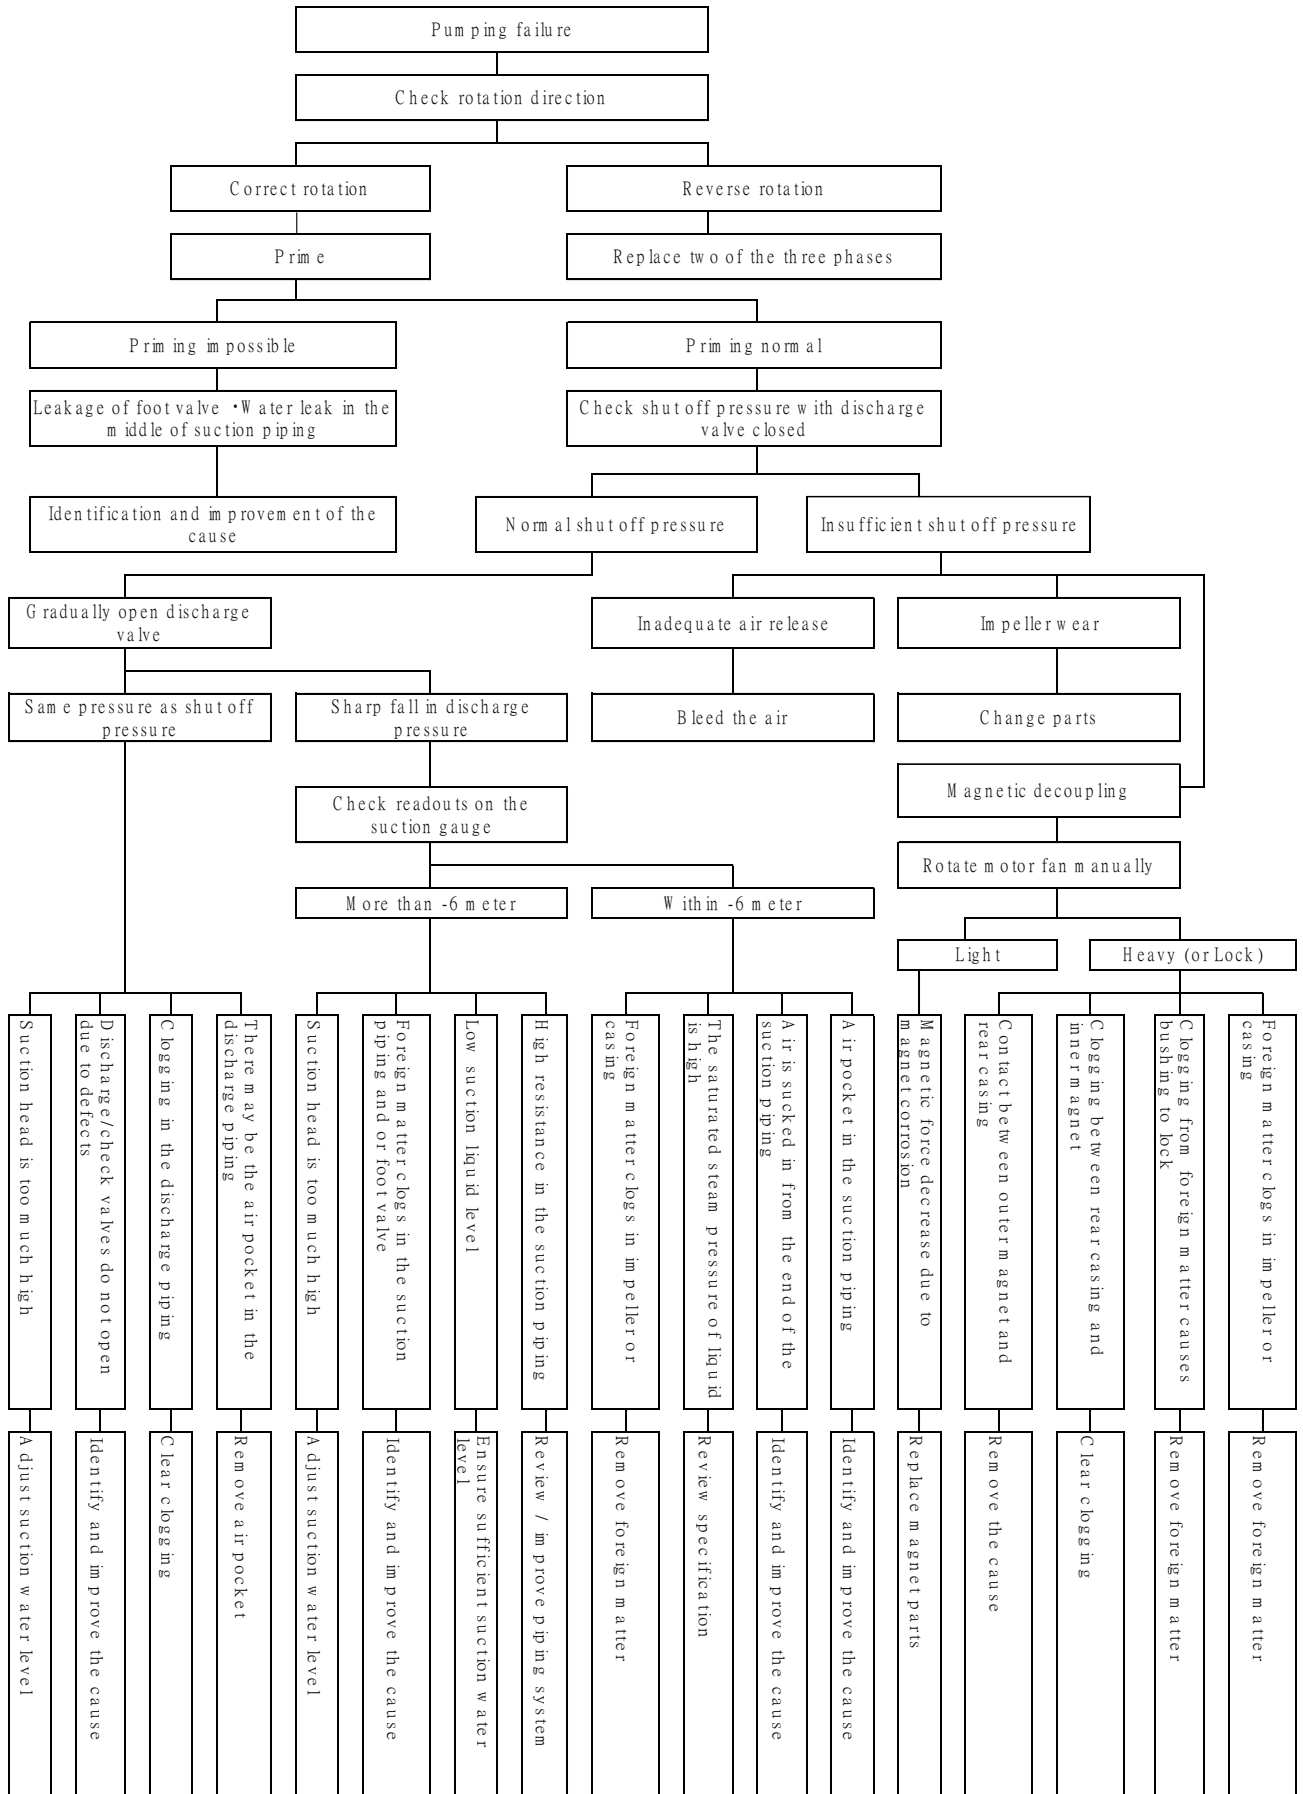 Pumping failure
Check rotation direction
Correct rotation
Reverse rotation
Prime
Replace two of the three phases
Priming impossible
Priming normal
Leakage of foot valve ・Water leak in the
middle of suction piping
Check shutoff pressure with discharge
valve closed
Identification and improvement of the
cause
Normal shutoff pressure
Insufficient shutoff pressure
Gradually open discharge
valve
Inadequate air release
Impeller wear
Same pressure as shutoff
pressure
Sharp fall in discharge
pressure
Bleed the air
Change parts
Magnetic decoupling
Check readouts on the
suction gauge
Rotate motor fan manually
More than -6 meter
Within -6 meter
Light
Heavy (or Lock)
Suction head is too much high
Discharge/check valves do not open
due to defects
Clogging in the discharge piping
There may be the air pocket in the
discharge piping
Suction head is too much high
Foreign matter clogs in the suction
piping and or foot valve
Low suction liquid level
High resistance in the suction piping
Foreign matter clogs in impeller or
casing
The saturated steam pressure of liquid
is high
Air is sucked in from the end of the
suction piping
Air pocket in the suction piping
Magnetic force decrease due to
magnet corrosion
Contact between outer magnet and
rear casing
Clogging between rear casing and
inner magnet
Clogging from foreign matter causes
bushing to lock
Foreign matter clogs in impeller or
casing
Adjust suction water level
Identify and improve the cause
Clear clogging
Remove air pocket
Adjust suction water level
Identify and improve the cause
Ensure sufficient suction water
level
Review / improve piping system
Remove foreign matter
Review specification
Identify and improve the cause
Identify and improve the cause
Replace magnet parts
Remove the cause
Clear clogging
Remove foreign matter
Remove foreign matter